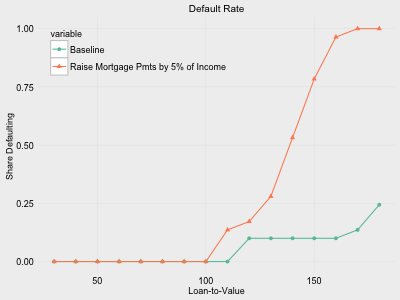 Default Rate
variable
Baseline
Raise Mortgage Pmts by 5% of Income
1.00
0.75
0.50
0.25
0.00
Share Defaulting
50
100
150
Loan-to-Value